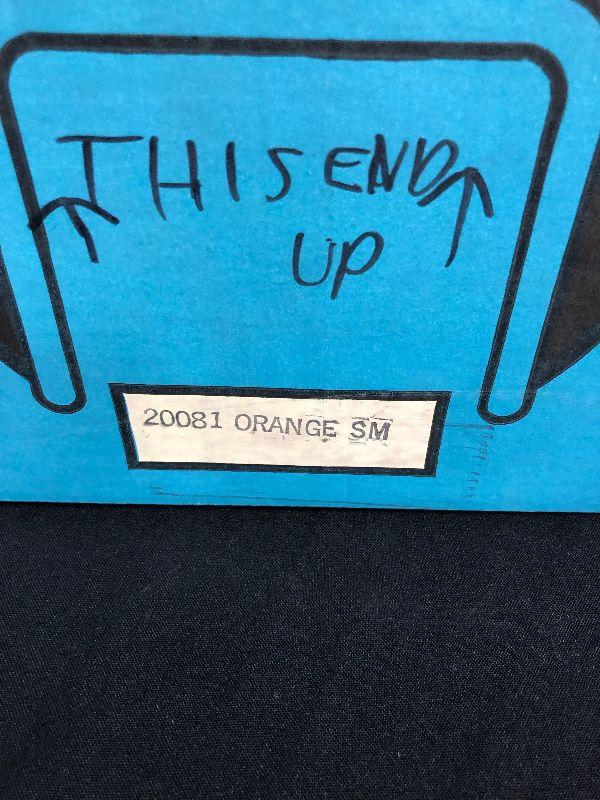 THIS END
UP
20081 ORANGE SM